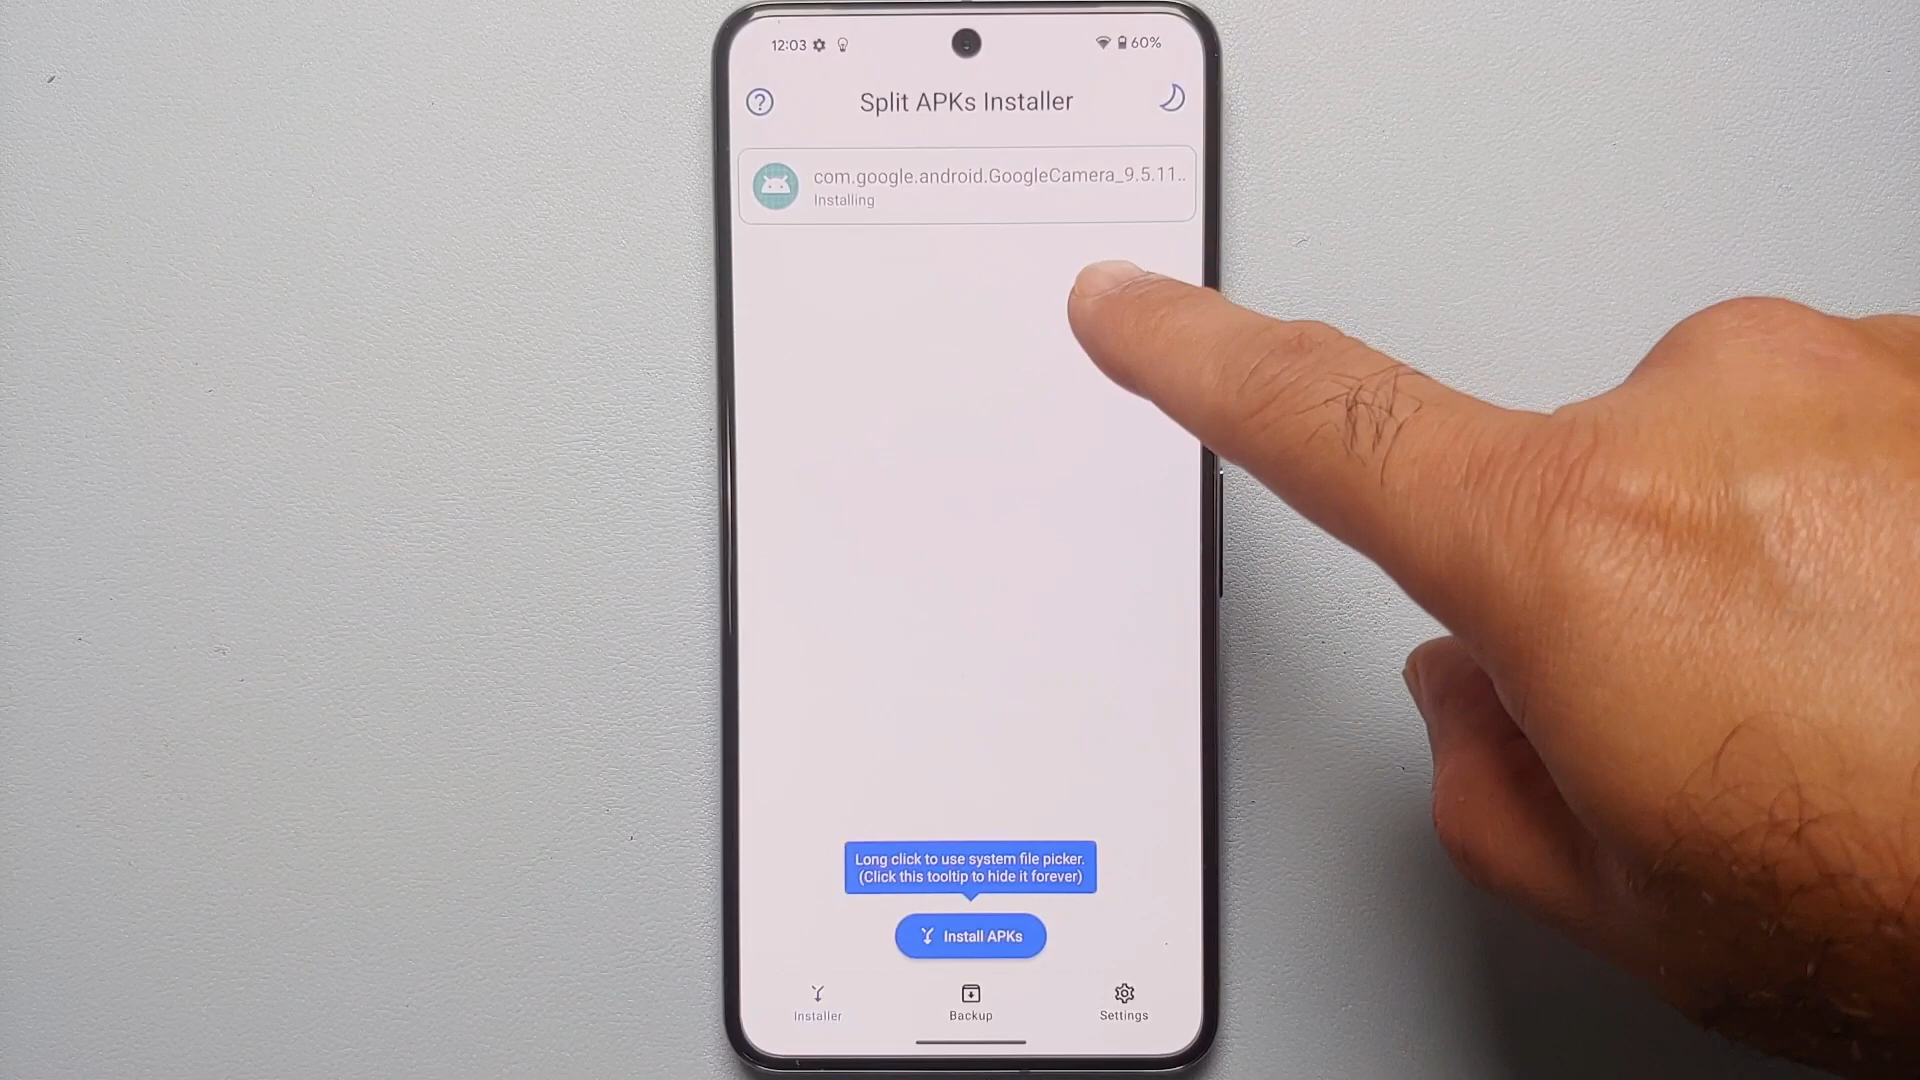 12:03
60%
Split APKs Installer
com.google.android.GoogleCamera_9.5.11..
Installing
Long click to use system file picker.
(Click this tooltip to hide it forever)
Install APKs
Installer
Backup
Settings